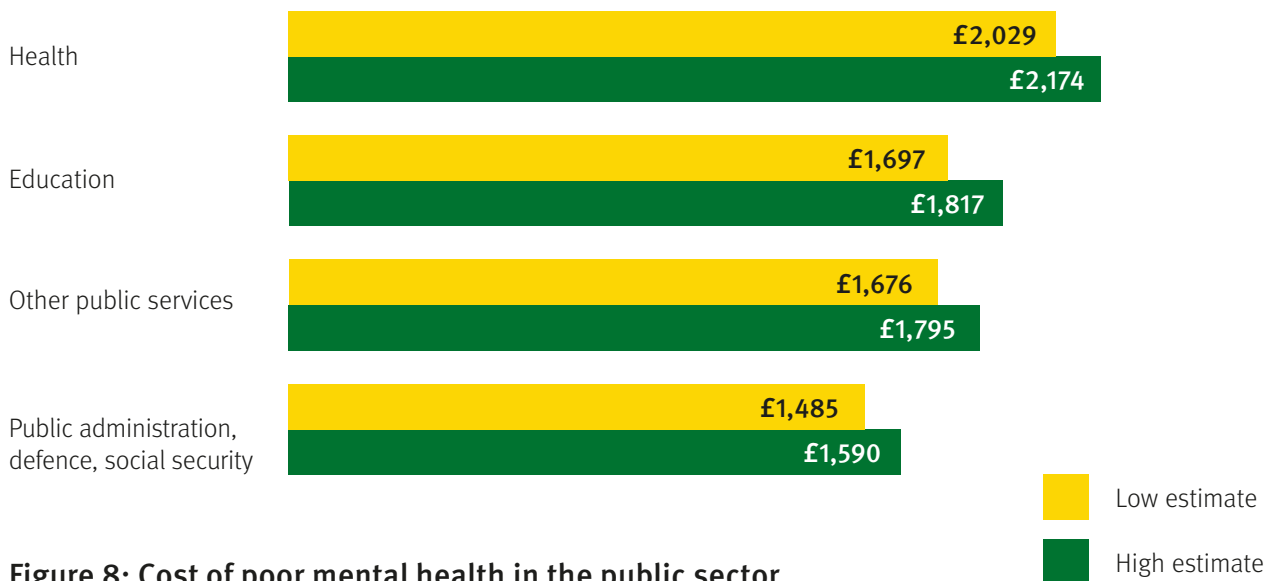 Health
£2,029
£2,174
Education
£1,697
£1,817
Other public services
£1,676
£1,795
Public administration,
defence, social security
£1,485
£1,590
Low estimate
High estimate
Figure 8: Cost of poor mental health in the public sector